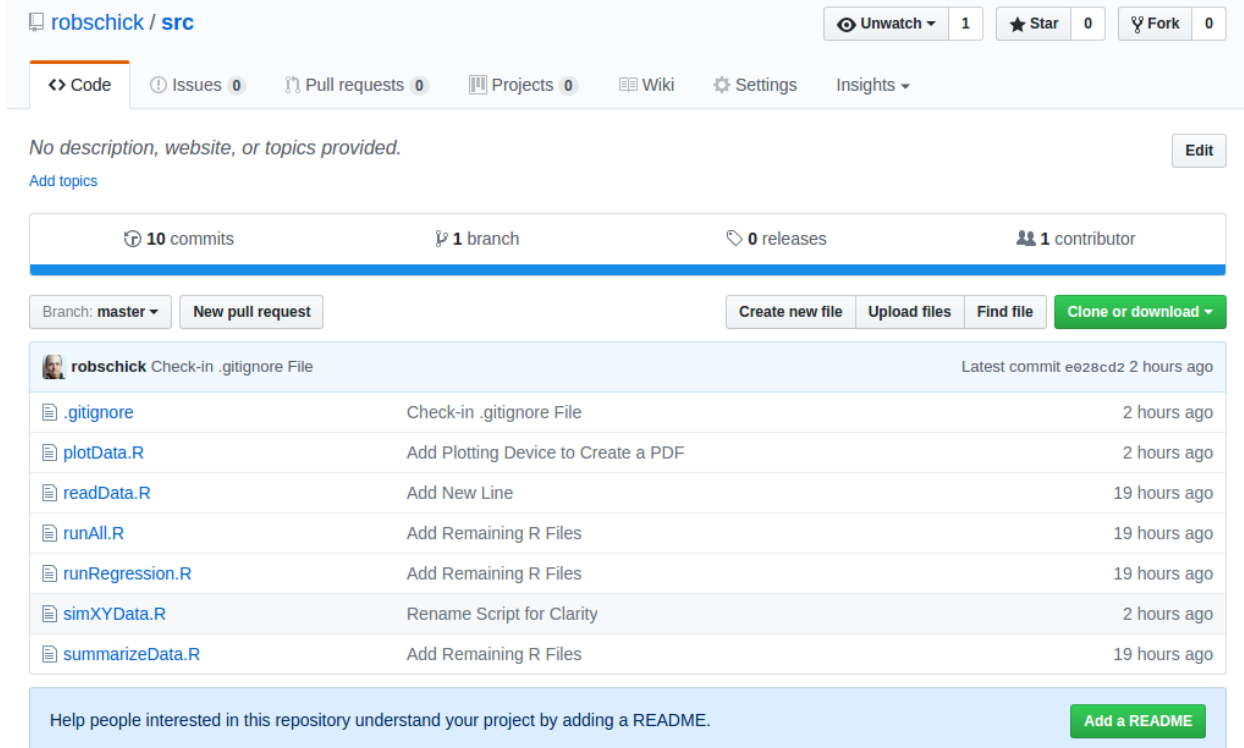 robschick / src Unwatch 1 Star 0 Fork 0
Code Issues 0 Pull requests 0 Projects 0 Wiki Settings Insights
No description, website, or topics provided. Edit
Add topics
10 commits 1 branch 0 releases 1 contributor
Branch: master New pull request Create new file Upload files Find file Clone or download
robschick Check-in .gitignore File Latest commit e028cd2 2 hours ago
.gitignore Check-in .gitignore File 2 hours ago
plotData.R Add Plotting Device to Create a PDF 2 hours ago
readData.R Add New Line 19 hours ago
runAll.R Add Remaining R Files 19 hours ago
runRegression.R Add Remaining R Files 19 hours ago
simXYData.R Rename Script for Clarity 2 hours ago
summarizeData.R Add Remaining R Files 19 hours ago
Help people interested in this repository understand your project by adding a README. Add a README